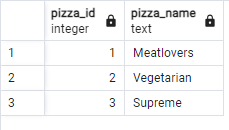 pizza_id pizza_name
integer text
1 1 Meatlovers
2 2 Vegetarian
3 3 Supreme